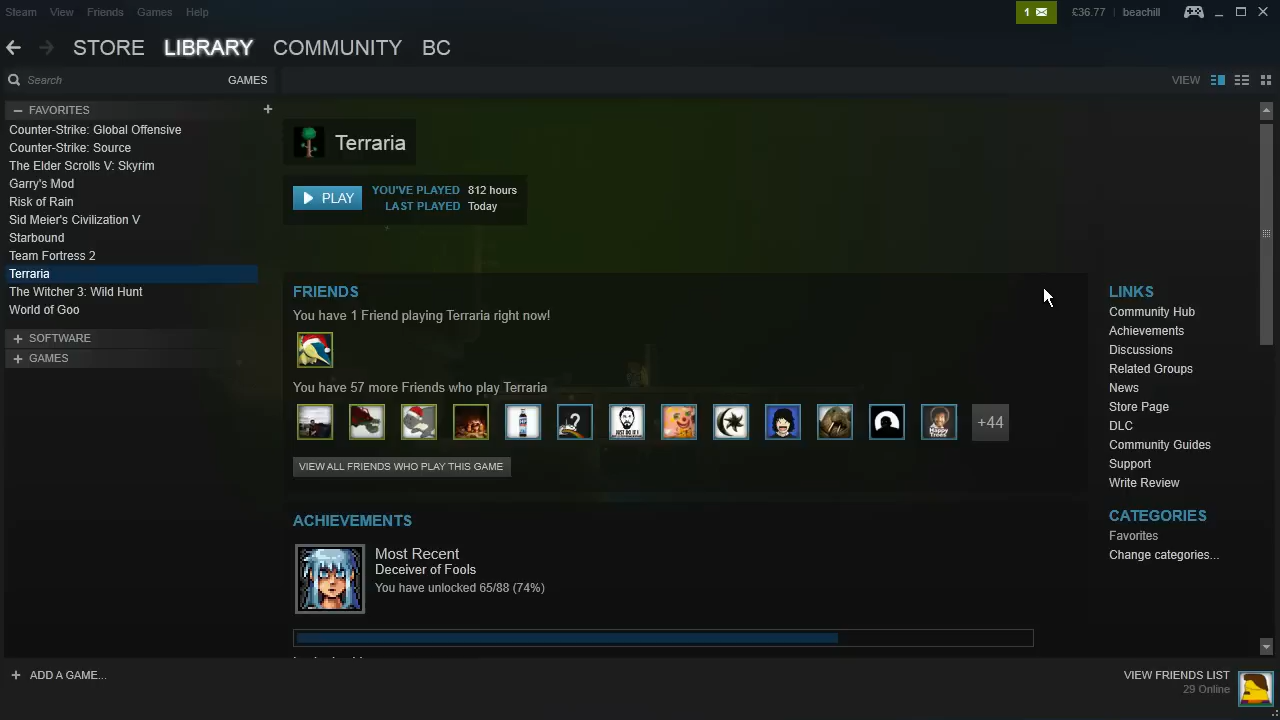 Steam View Friends Games Help
1 £36.77 beachill
STORE LIBRARY COMMUNITY BC
Search GAMES
VIEW
FAVORITES +
Counter-Strike: Global Offensive
Counter-Strike: Source
The Elder Scrolls V: Skyrim
Garry's Mod
Risk of Rain
Sid Meier's Civilization V
Starbound
Team Fortress 2
Terraria
The Witcher 3: Wild Hunt
World of Goo
+ SOFTWARE
+ GAMES
Terraria
PLAY
YOU'VE PLAYED 812 hours
LAST PLAYED Today
FRIENDS
You have 1 Friend playing Terraria right now!
You have 57 more Friends who play Terraria
+44
VIEW ALL FRIENDS WHO PLAY THIS GAME
ACHIEVEMENTS
Most Recent
Deceiver of Fools
You have unlocked 65/88 (74%)
LINKS
Community Hub
Achievements
Discussions
Related Groups
News
Store Page
DLC
Community Guides
Support
Write Review
CATEGORIES
Favorites
Change categories...
+ ADD A GAME...
VIEW FRIENDS LIST
29 Online